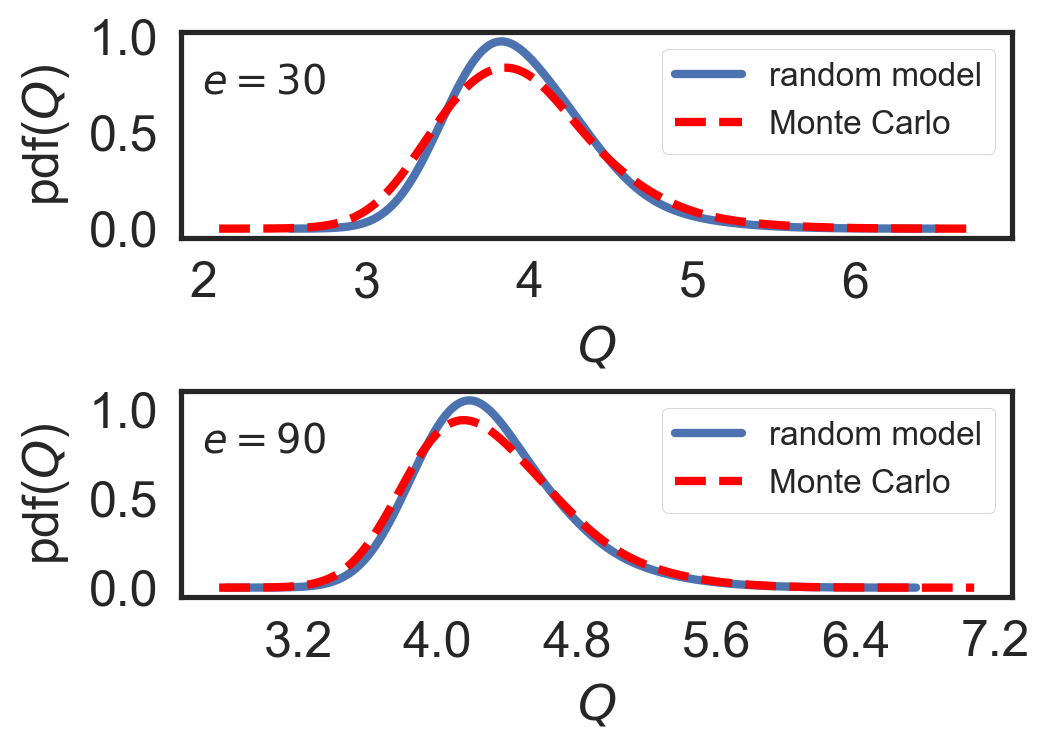 1.0
0.5
0.0
pdf(Q)
e = 30
random model
Monte Carlo
2 3 4 5 6
Q
1.0
0.5
0.0
pdf(Q)
e = 90
random model
Monte Carlo
3.2 4.0 4.8 5.6 6.4 7.2
Q